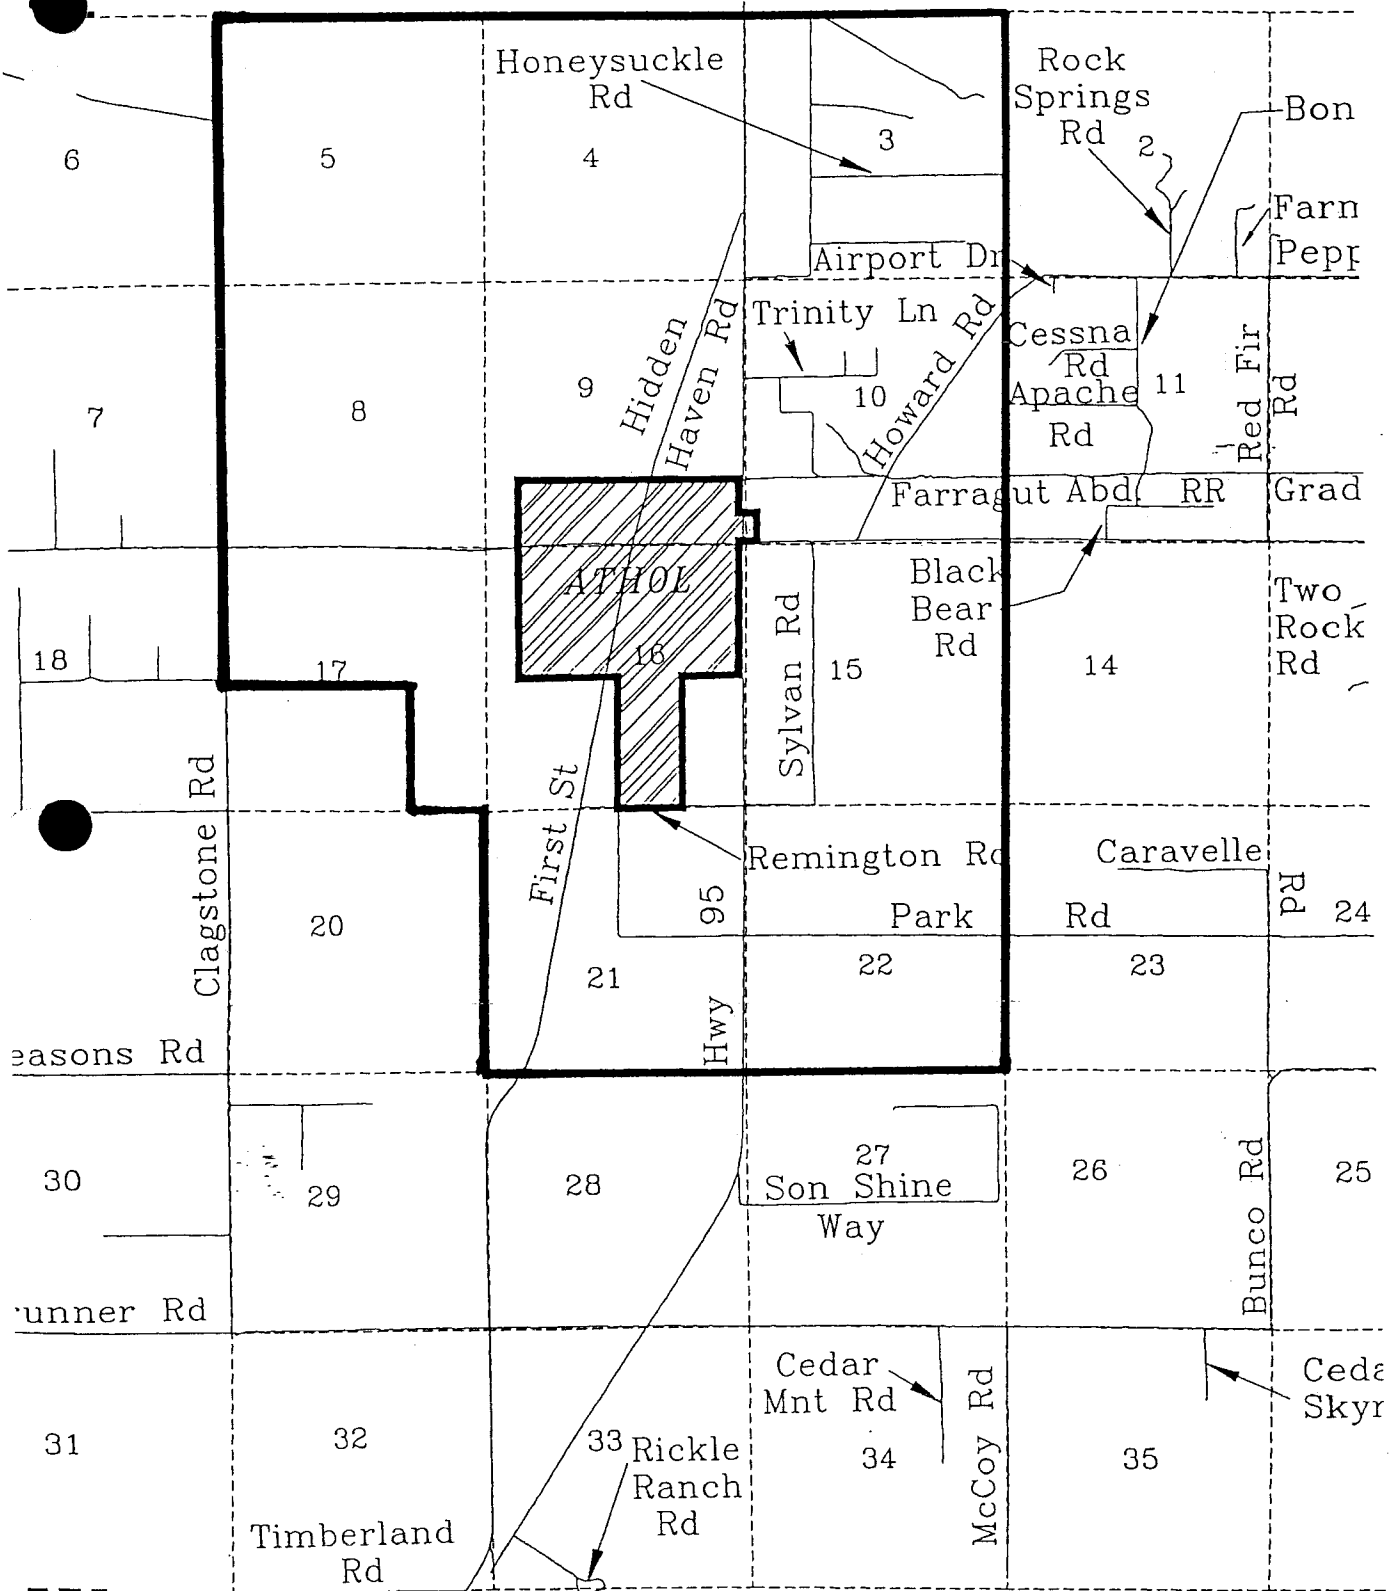 Honeysuckle
Rd
Rock
Springs
Rd
Bon
6
5
4
3
2
Farm
Airport Dr
Pepp
Hidden
Haven Rd
Trinity Ln
Howard Rd
Cessna
Rd
Apache
Rd
7
8
9
10
11
Red Fir
Rd
Farragut Abd. RR Grad
ATHOL
Black
Bear
Rd
Two
Rock
Rd
18
17
16
Sylvan Rd
15
14
Clagstone Rd
First St
Remington Rd
Caravelle
Rd
95
Hwy
Park Rd
20
21
22
23
24
easons Rd
30
29
28
27
Son Shine
Way
26
25
Bunco Rd
unner Rd
Cedar
Mnt Rd
McCoy Rd
Ceda
Skyr
31
32
33
Rickle
Ranch
Rd
34
35
Timberland
Rd